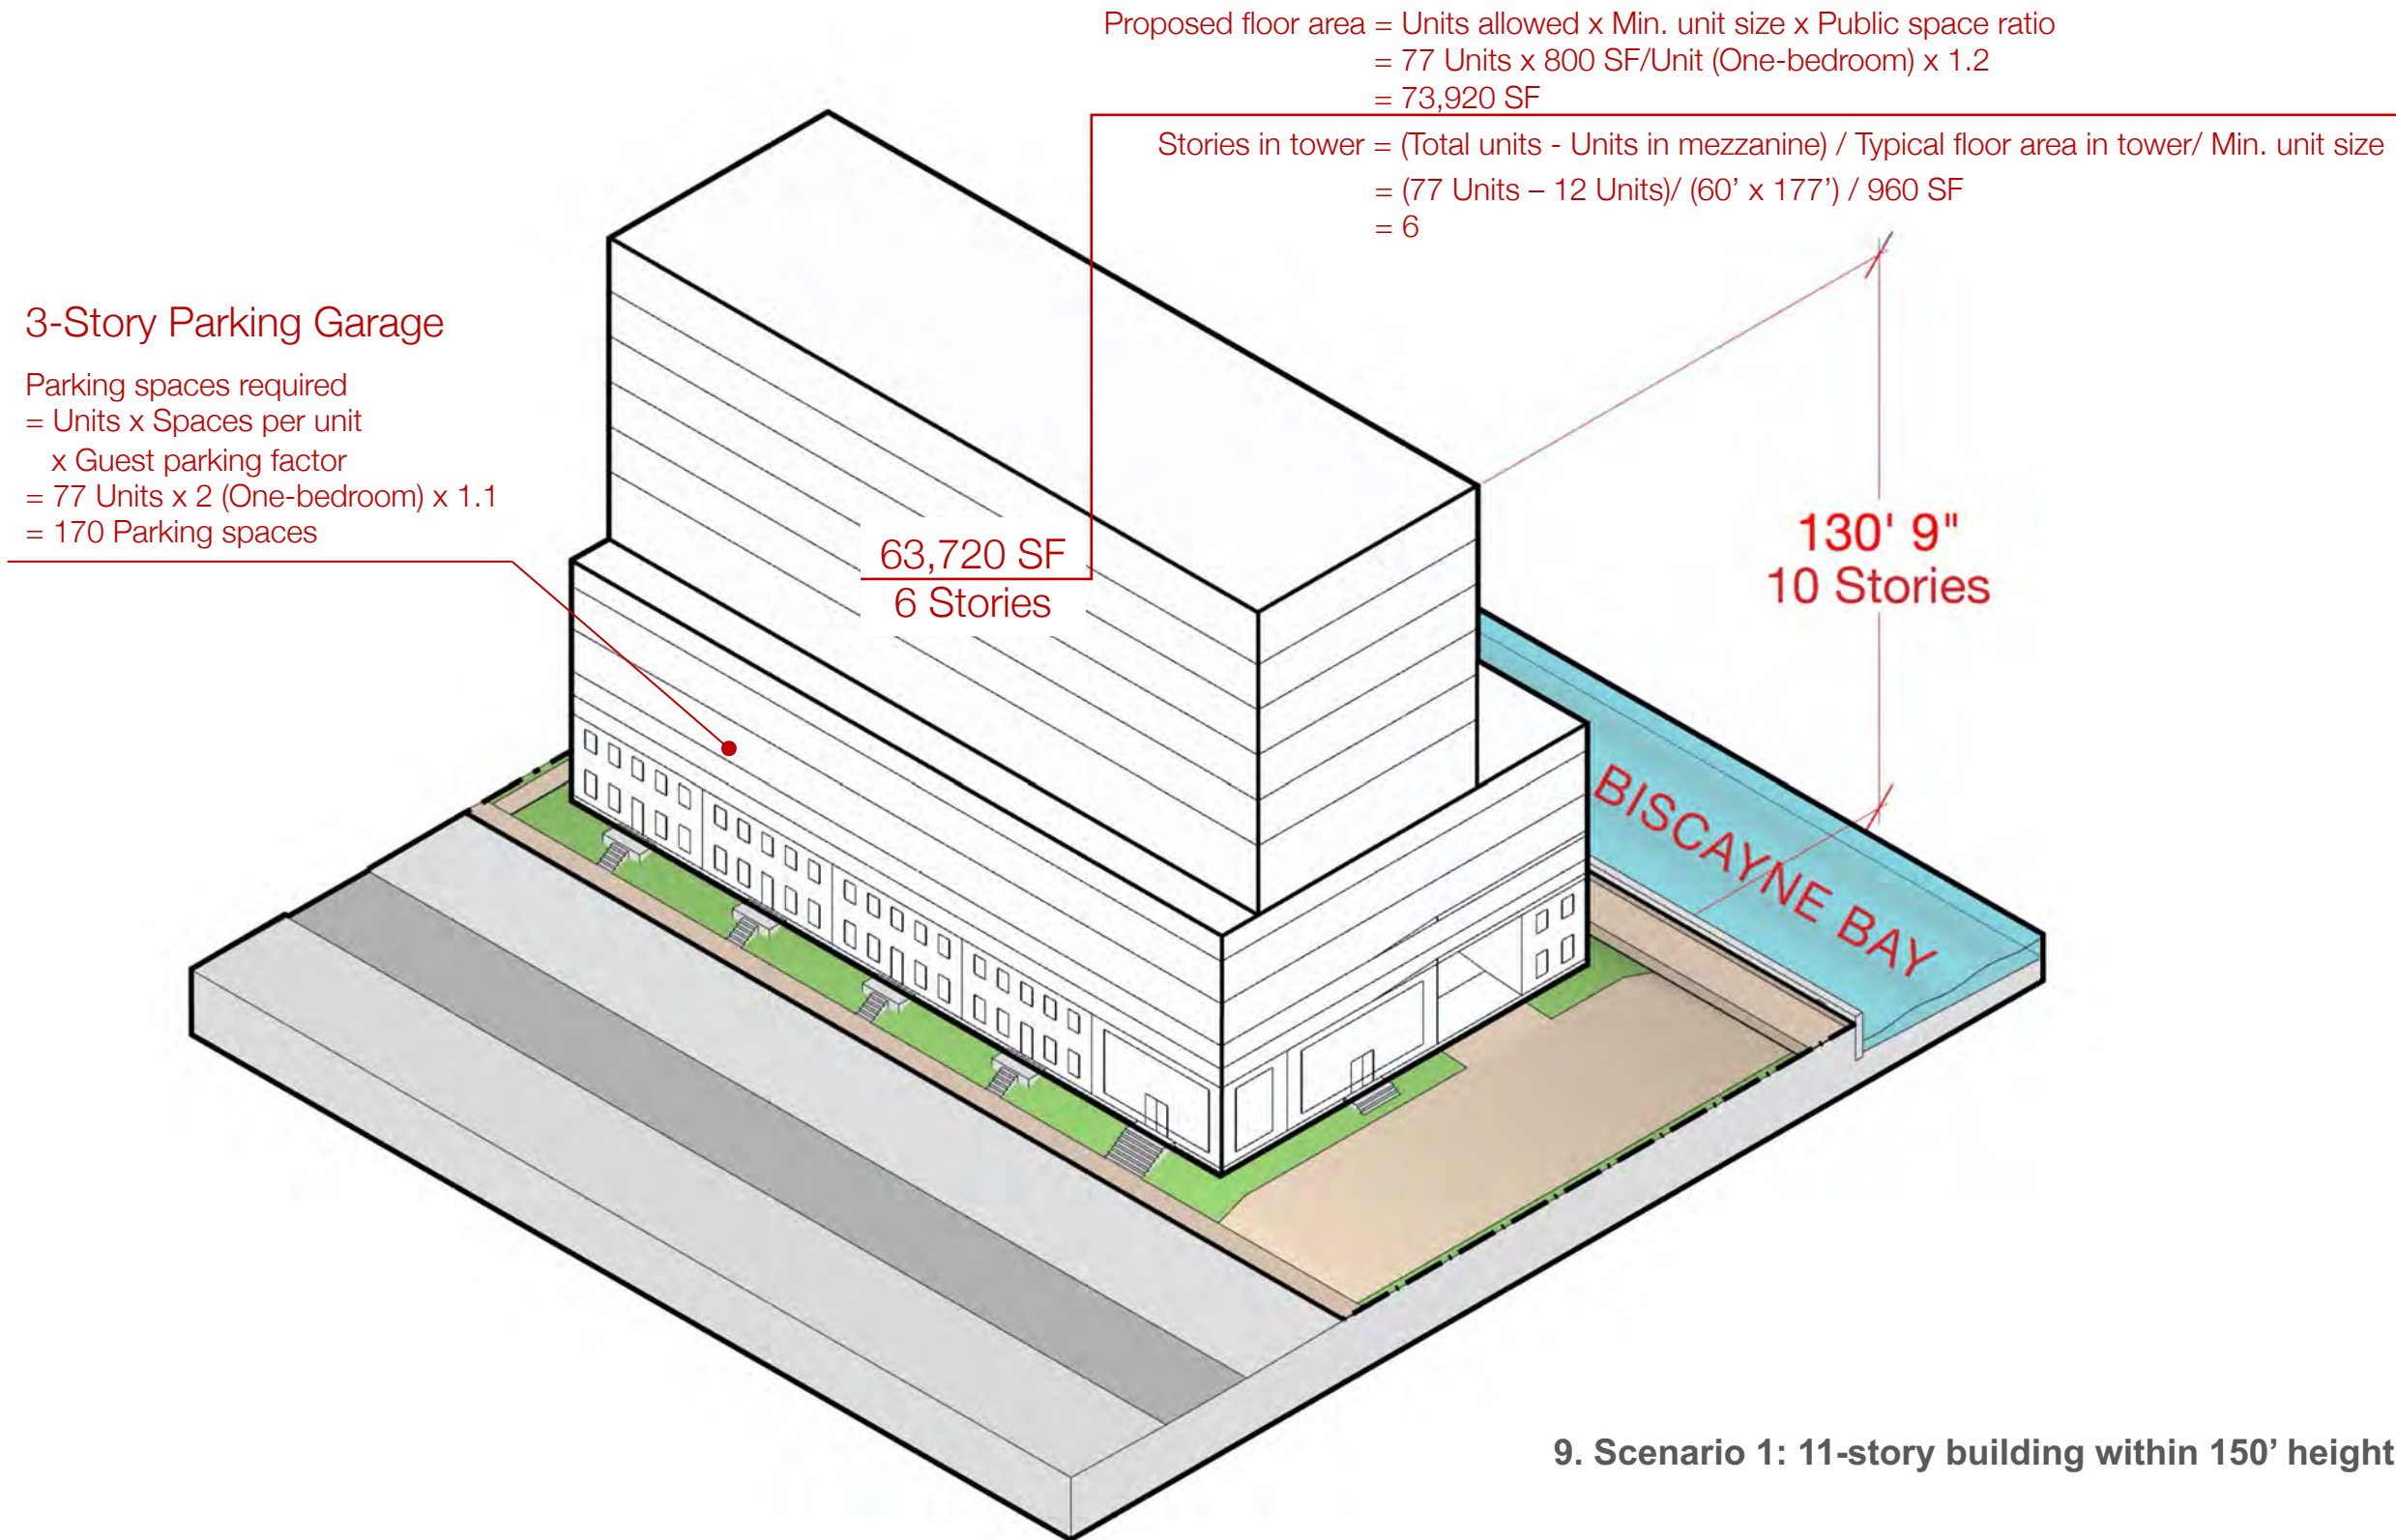 Proposed floor area = Units allowed x Min. unit size x Public space ratio
= 77 Units x 800 SF/Unit (One-bedroom) x 1.2
= 73,920 SF
Stories in tower = (Total units - Units in mezzanine) / Typical floor area in tower/ Min. unit size
= (77 Units – 12 Units)/ (60’ x 177’) / 960 SF
= 6
3-Story Parking Garage
Parking spaces required
= Units x Spaces per unit
x Guest parking factor
= 77 Units x 2 (One-bedroom) x 1.1
= 170 Parking spaces
63,720 SF
6 Stories
130' 9"
10 Stories
BISCAYNE BAY
9. Scenario 1: 11-story building within 150’ height